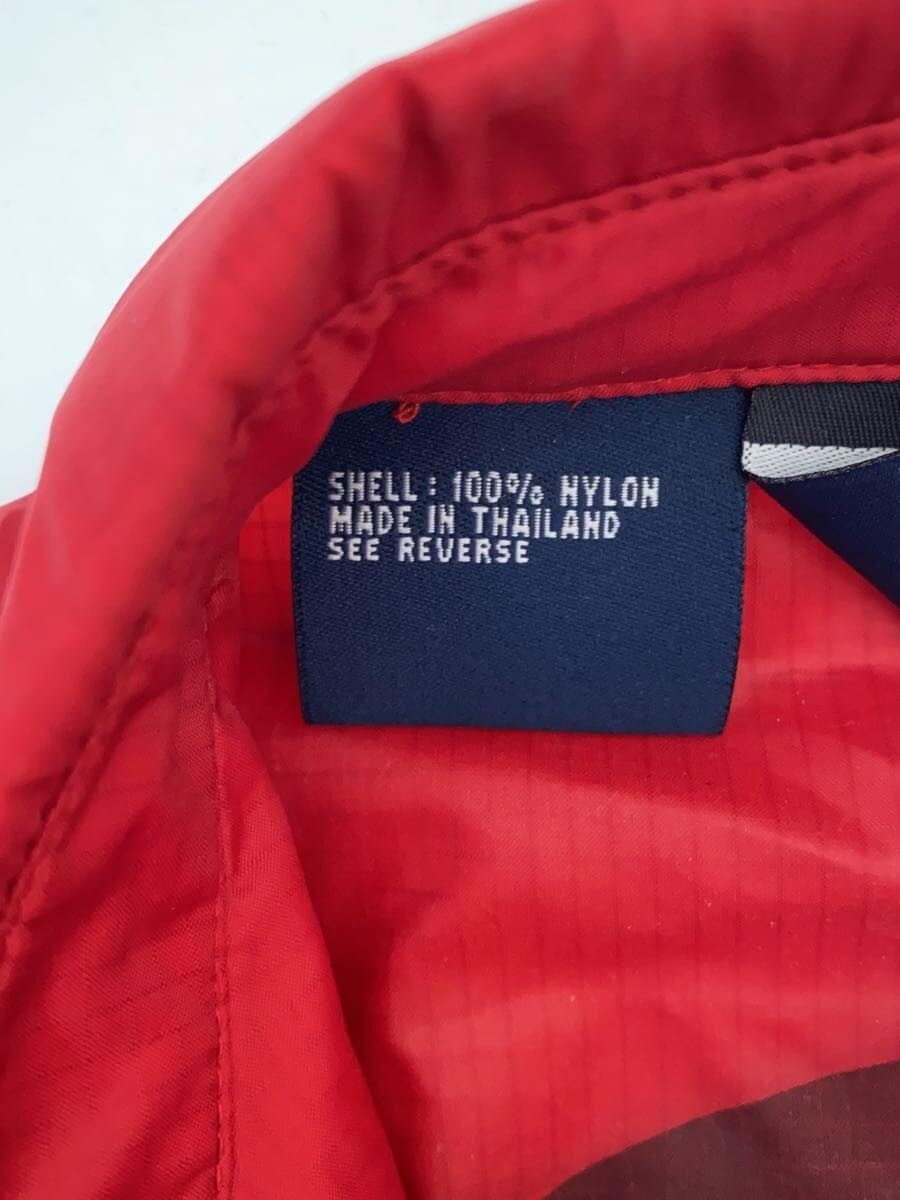 SHELL: 100% NYLON
MADE IN THAILAND
SEE REVERSE